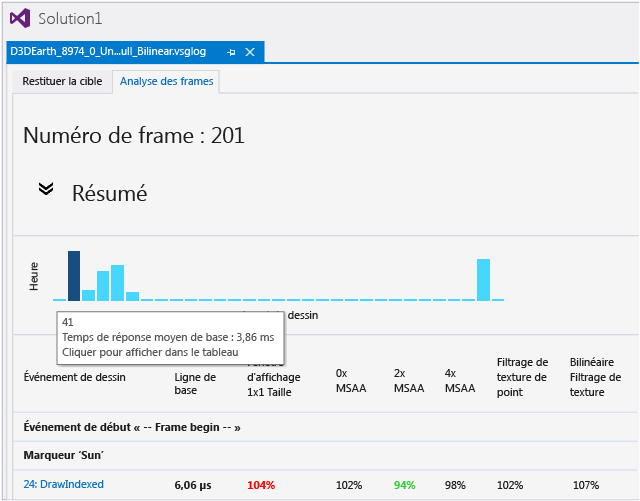 Solution1
D3DEarth_8974_0_Un...ull_Bilinear.vsglog
Restituer la cible
Analyse des frames
Numéro de frame : 201
Résumé
Heure
de dessin
41
Temps de réponse moyen de base : 3,86 ms
Cliquer pour afficher dans le tableau
Événement de dessin
Ligne de
base
d'affichage
1x1 Taille
0x
MSAA
2x
MSAA
4x
MSAA
Filtrage de
texture de
point
Bilinéaire
Filtrage de
texture
Événement de début « -- Frame begin -- »
Marqueur ‘Sun’
24: DrawIndexed
6,06 µs
104%
102%
94%
98%
102%
107%